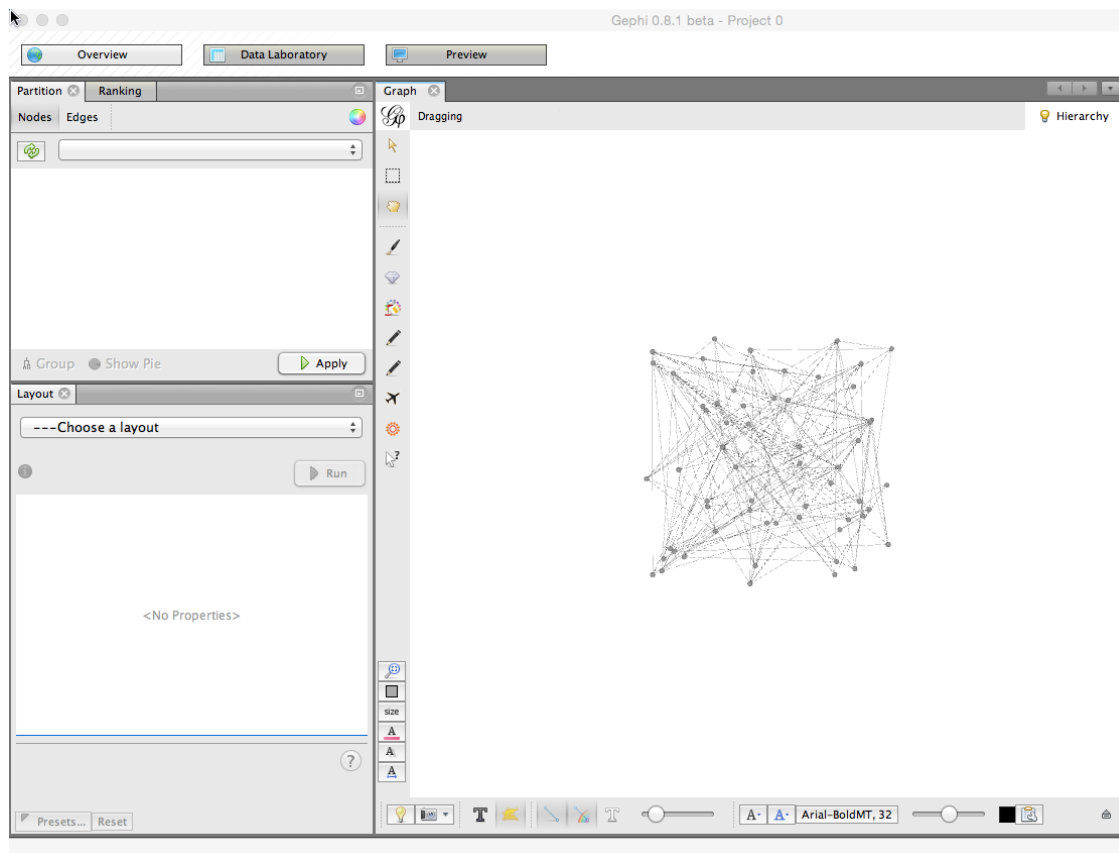 Gephi 0.8.1 beta - Project 0
Overview
Data Laboratory
Preview
Partition
Ranking
Graph
Nodes
Edges
Dragging
Hierarchy
Group
Show Pie
Apply
Layout
---Choose a layout
Run
<No Properties>
size
A
A
A
?
Presets...
Reset
T
T
A
A
Arial-BoldMT, 32